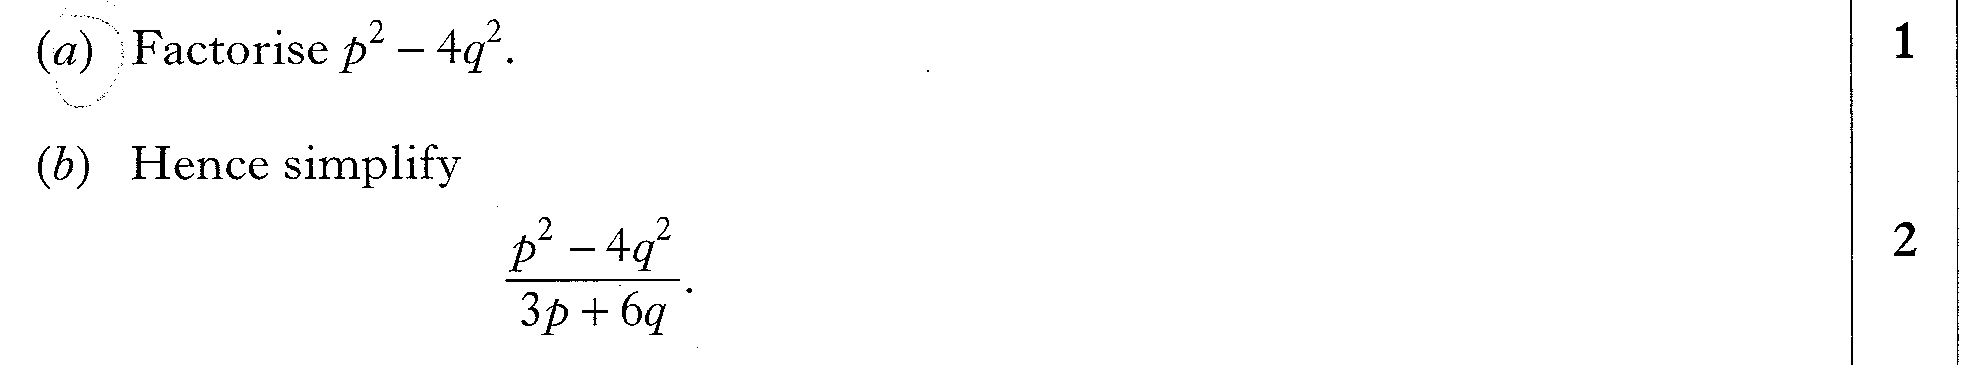 (a) Factorise p² – 4q². 1
(b) Hence simplify
p² – 4q² 2
3p + 6q .